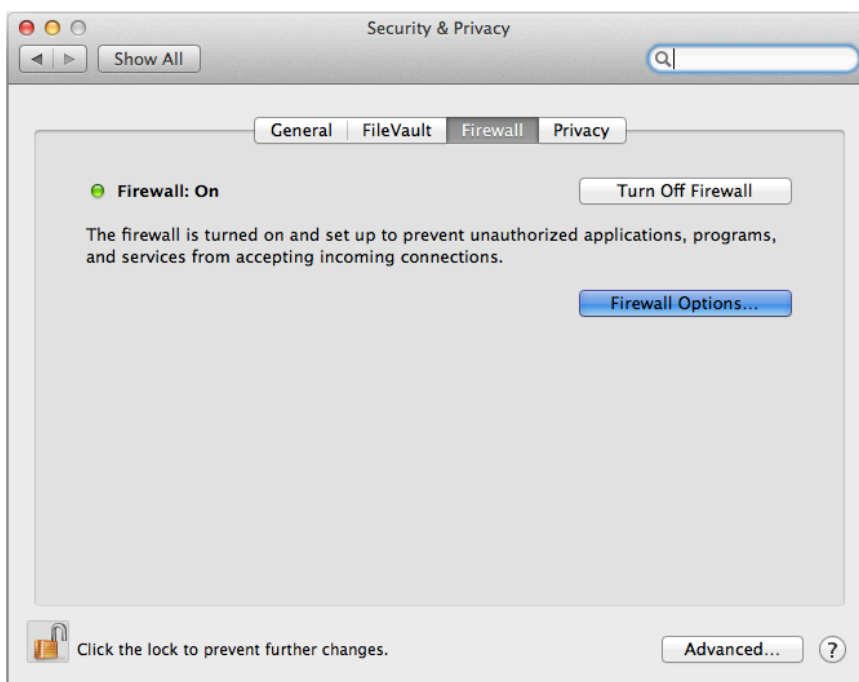 Security & Privacy
Show All
General FileVault Firewall Privacy
Firewall: On
Turn Off Firewall
The firewall is turned on and set up to prevent unauthorized applications, programs,
and services from accepting incoming connections.
Firewall Options...
Click the lock to prevent further changes.
Advanced...
?